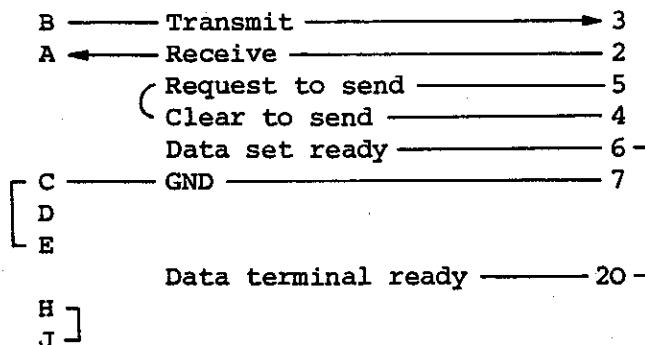 B Transmit 3
A Receive 2
Request to send 5
Clear to send 4
Data set ready 6
C GND 7
D
E
Data terminal ready 20
H
J